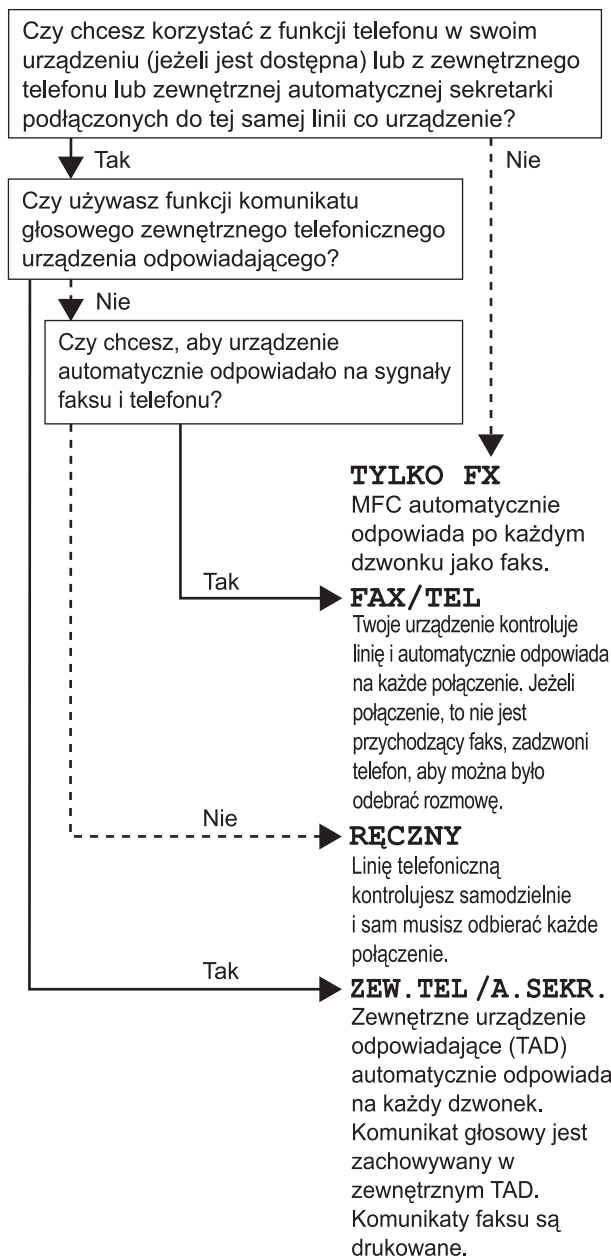 Czy chcesz korzystać z funkcji telefonu w swoim
urządzeniu (jeżeli jest dostępna) lub z zewnętrznego
telefonu lub zewnętrznej automatycznej sekretarki
podłączonych do tej samej linii co urządzenie?
Tak
Nie
Czy używasz funkcji komunikatu
głosowego zewnętrznego telefonicznego
urządzenia odpowiadającego?
Nie
Czy chcesz, aby urządzenie
automatycznie odpowiadało na sygnały
faksu i telefonu?
TYLKO FX
MFC automatycznie
odpowiada po każdym
dzwonku jako faks.
Tak
FAX/TEL
Twoje urządzenie kontroluje
linię i automatycznie odpowiada
na każde połączenie. Jeżeli
połączenie, to nie jest
przychodzący faks, zadzwoni
telefon, aby można było
odebrać rozmowę.
Nie
RĘCZNY
Linię telefoniczną
kontrolujesz samodzielnie
i sam musisz odbierać każde
połączenie.
Tak
ZEW.TEL /A.SEKR.
Zewnętrzne urządzenie
odpowiadające (TAD)
automatycznie odpowiada
na każdy dzwonek.
Komunikat głosowy jest
zachowywany w
zewnętrznym TAD.
Komunikaty faksu są
drukowane.